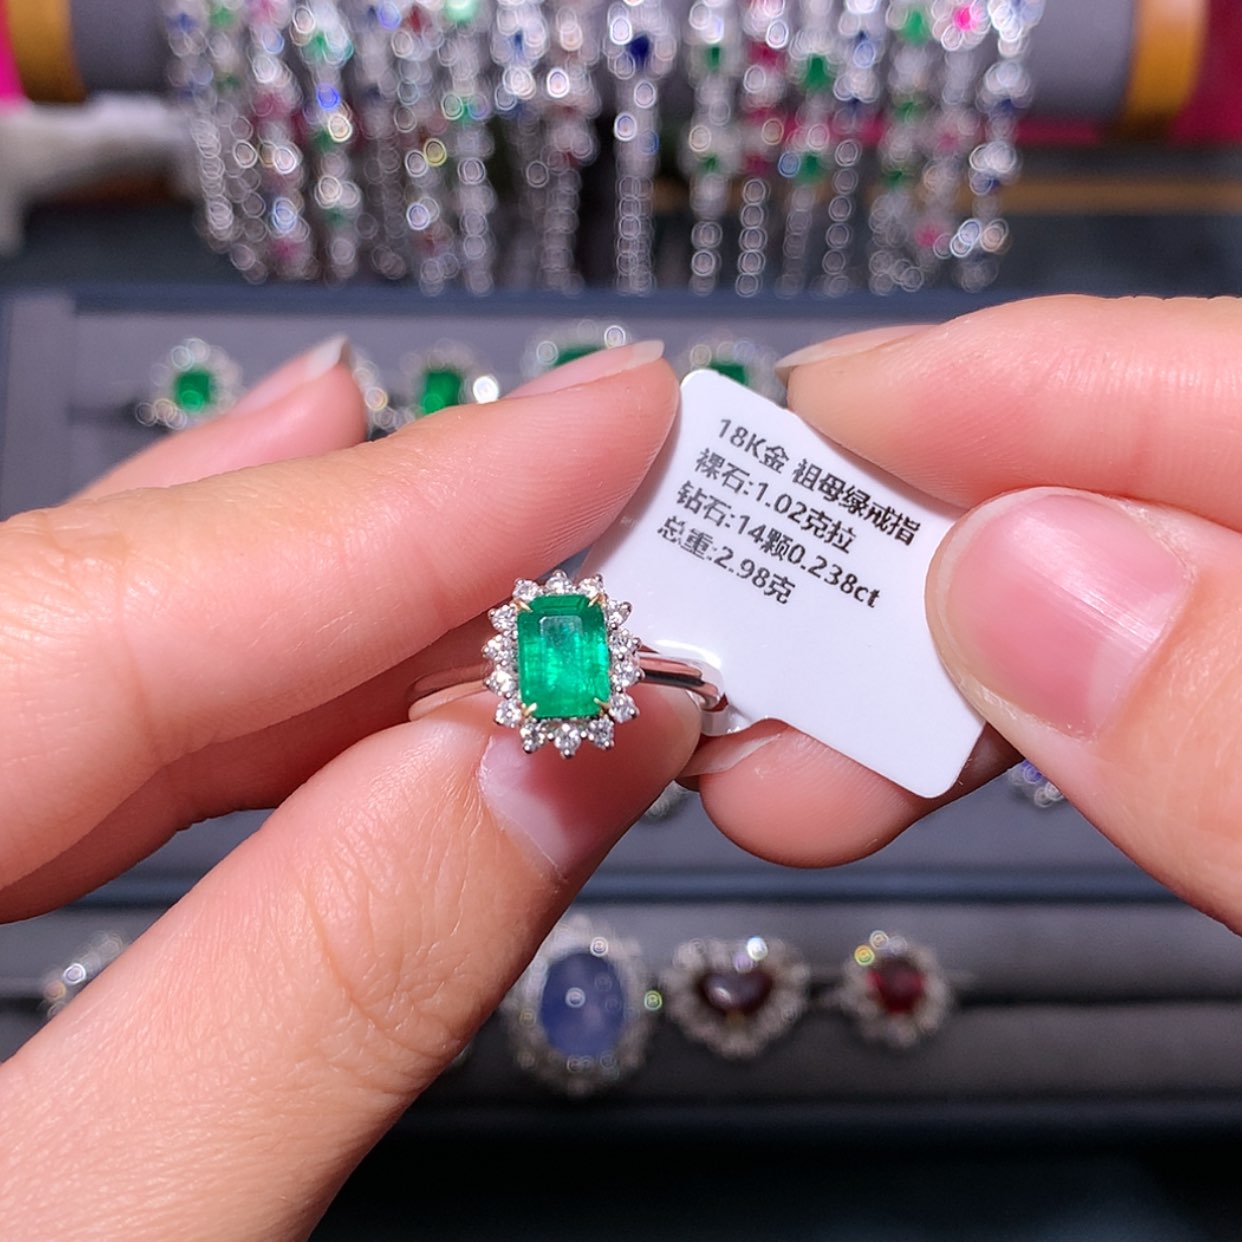 18K金 祖母绿戒指
裸石:1.02克拉
钻石:14颗0.238ct
总重:2.98克